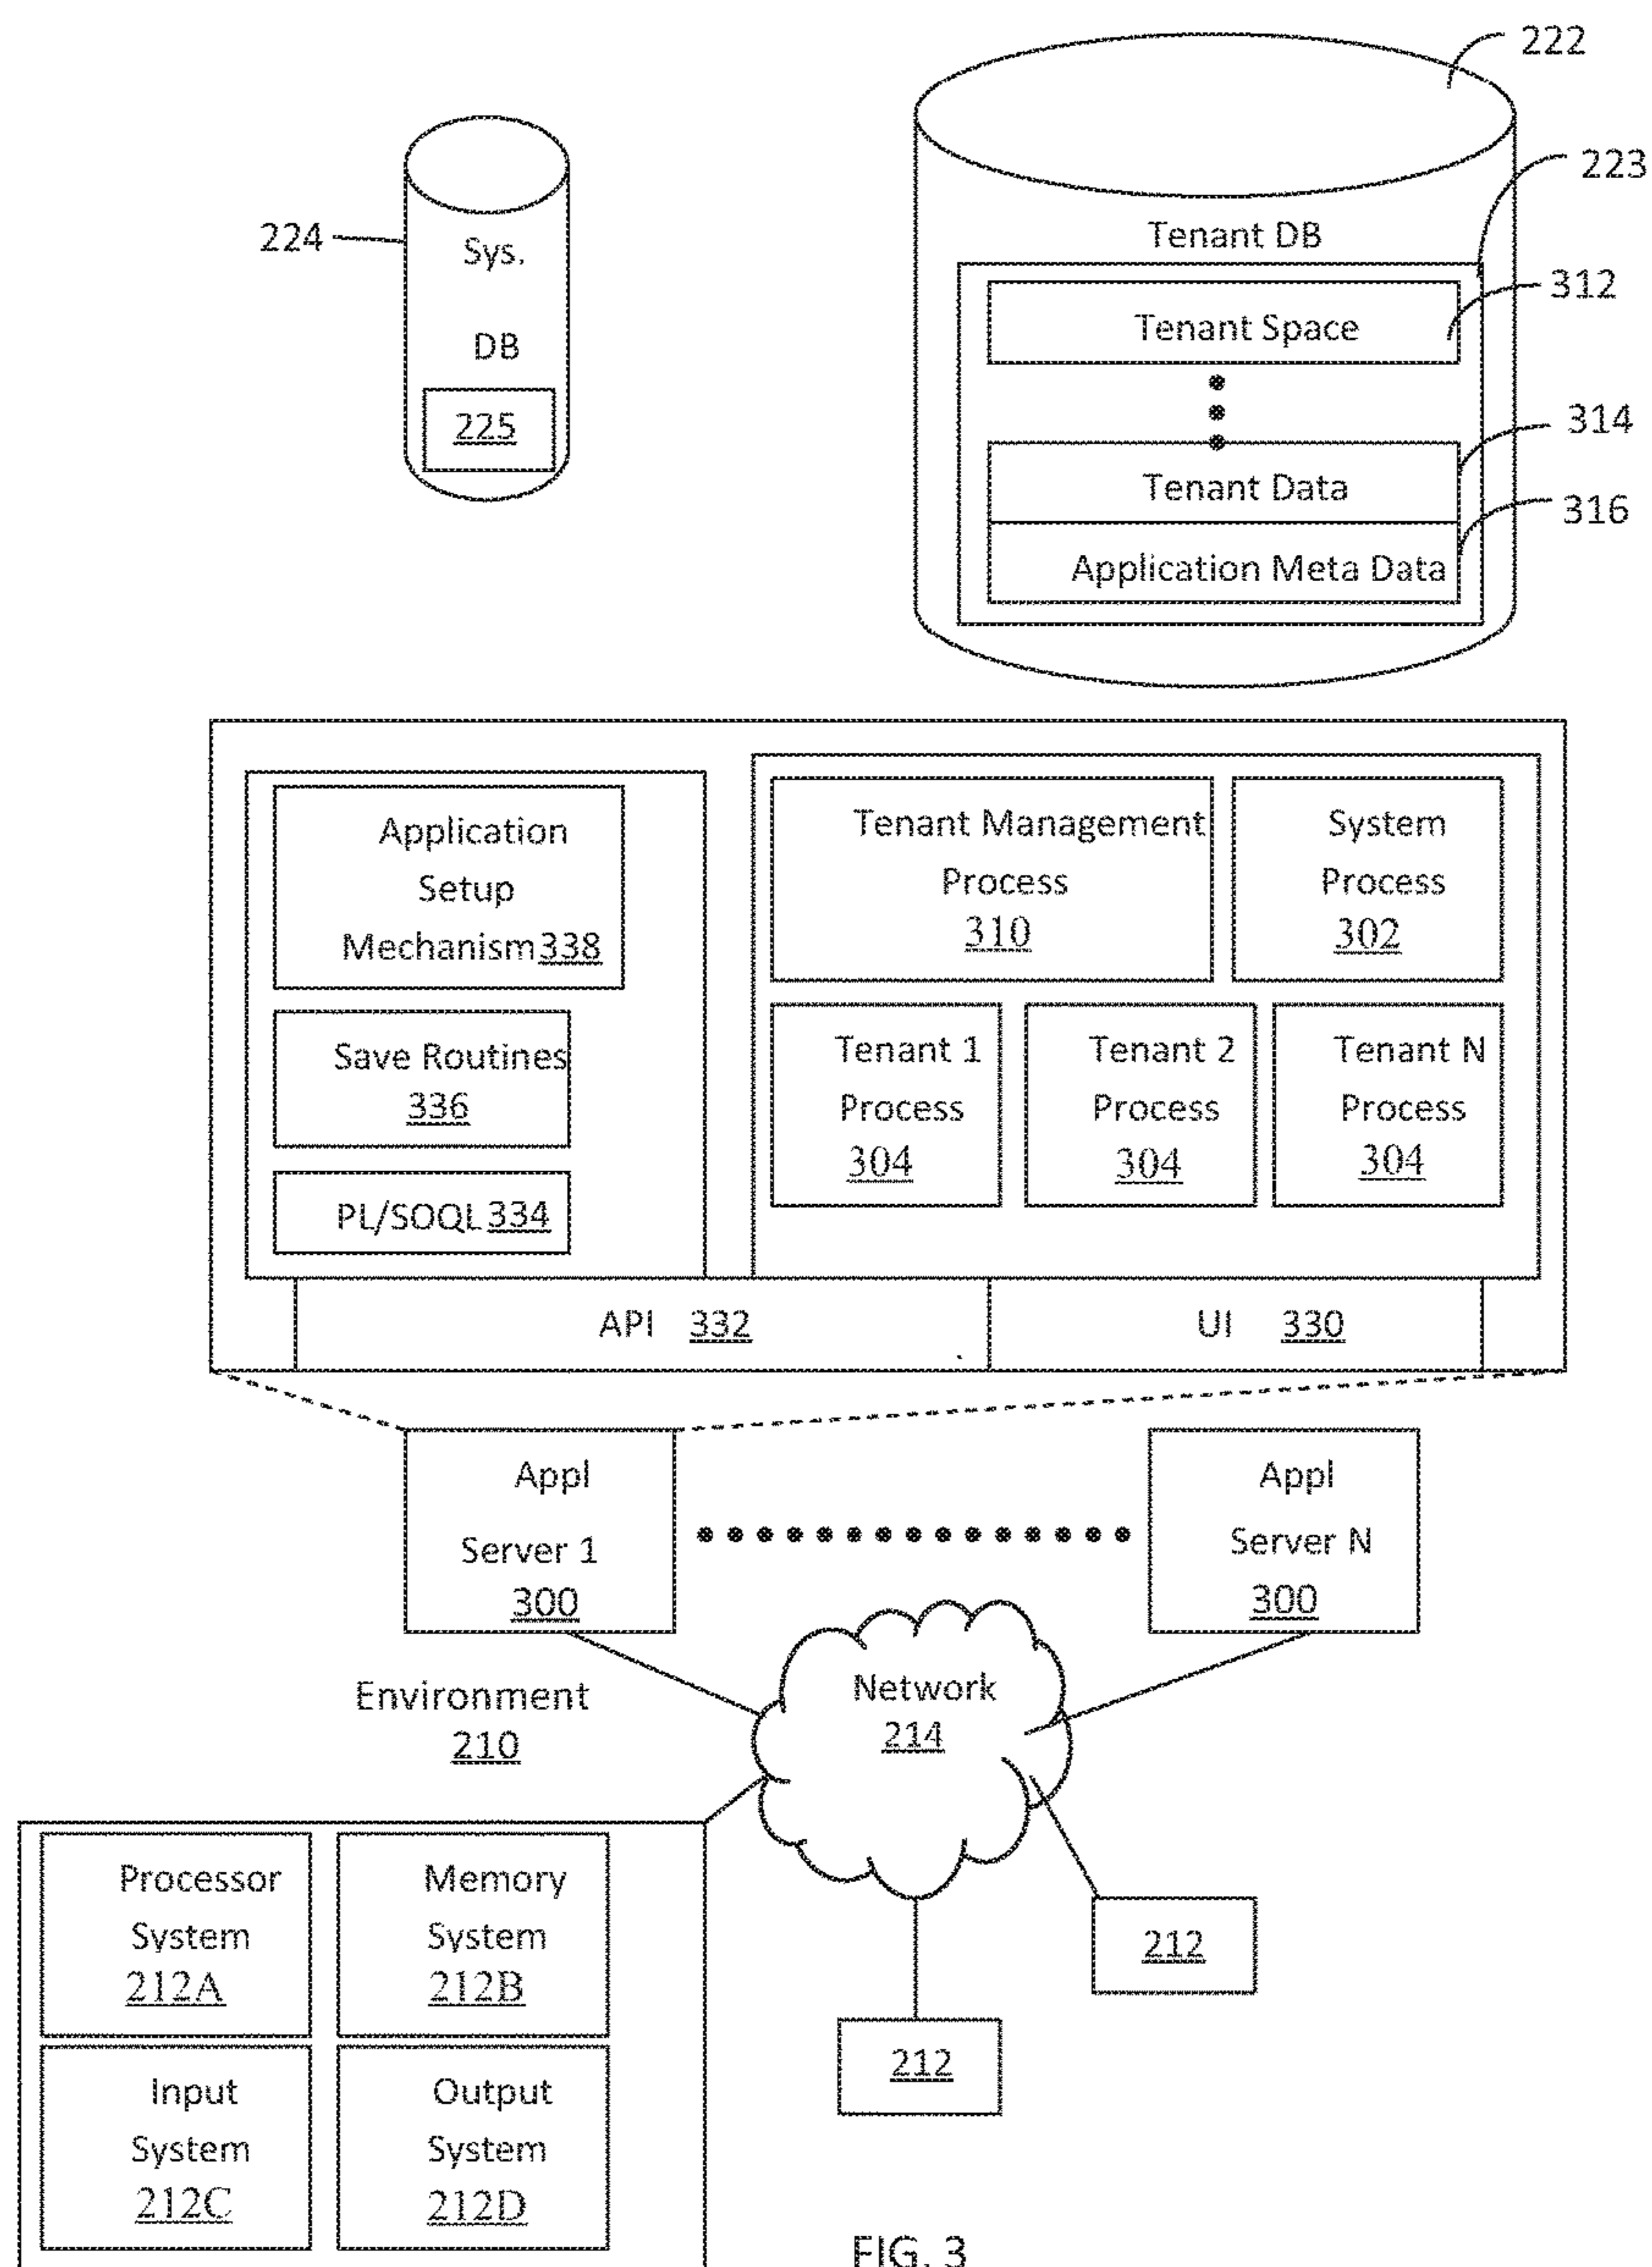 222
223
224
Sys.
DB
225
Tenant DB
Tenant Space
312
314
Tenant Data
316
Application Meta Data
Application
Setup
Mechanism 338
Save Routines
336
PL/SOQL 334
Tenant Management
Process
310
System
Process
302
Tenant 1
Process
304
Tenant 2
Process
304
Tenant N
Process
304
API 332
UI 330
Appl
Server 1
300
Appl
Server N
300
Environment
210
Network
214
Processor
System
212A
Memory
System
212B
Input
System
212C
Output
System
212D
212
212
FIG. 3